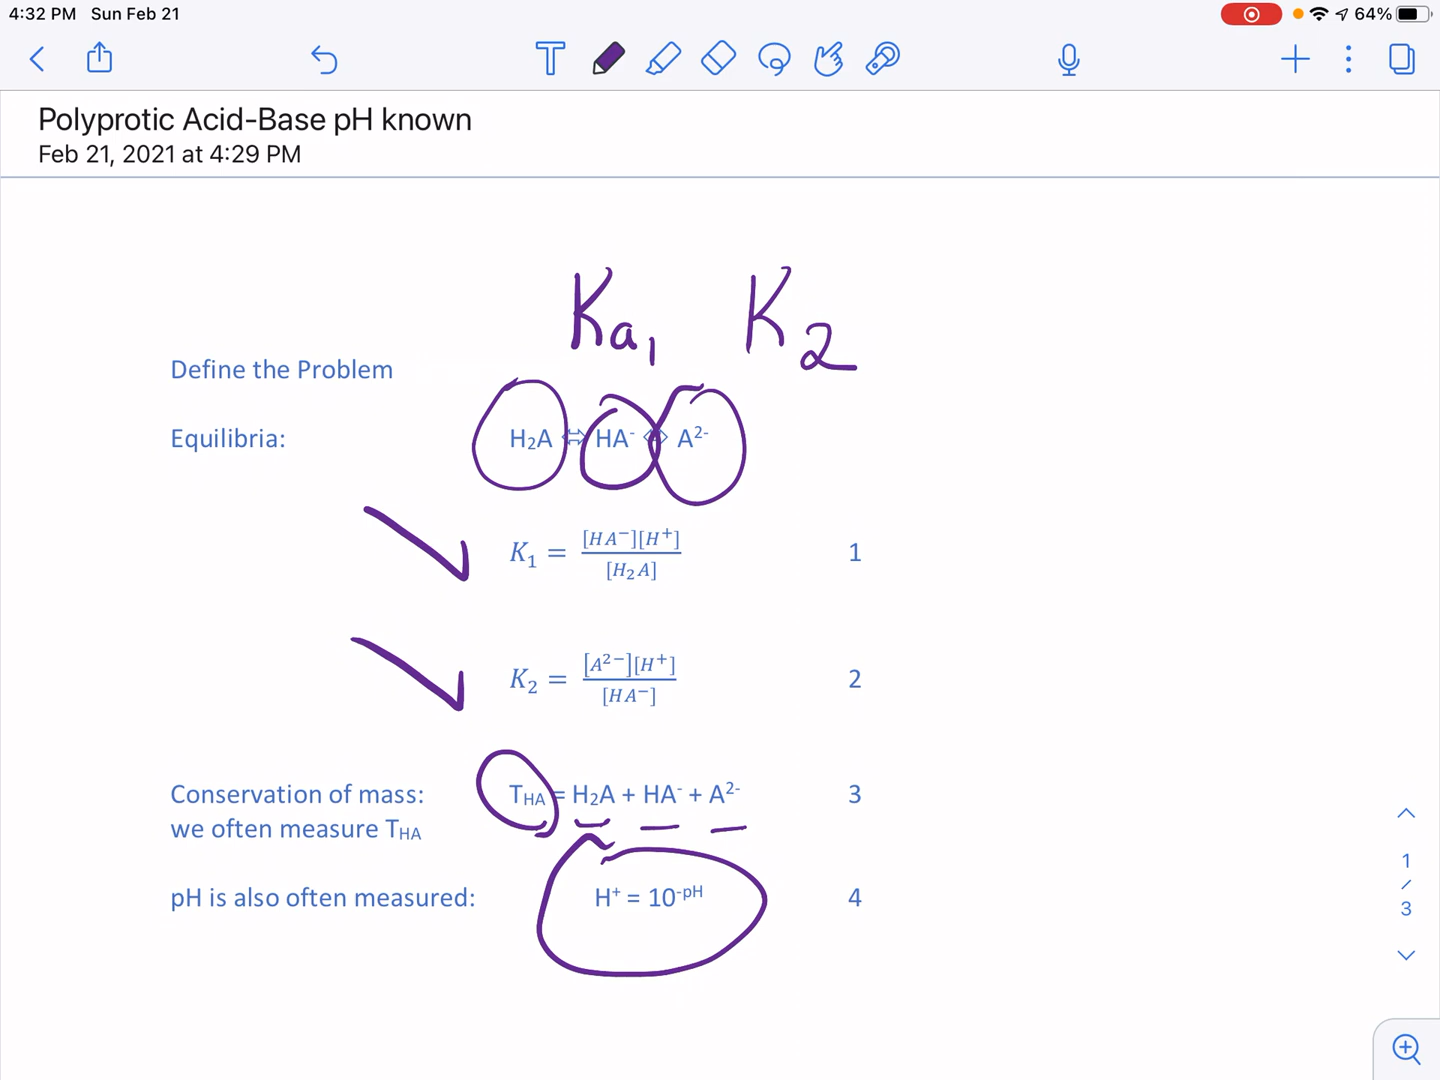 4:32 PM Sun Feb 21
64%
Polyprotic Acid-Base pH known
Feb 21, 2021 at 4:29 PM
Ka₁ K₂
Define the Problem
Equilibria: H₂A ⇔ HA⁻ ⇔ A²⁻
K₁ = [HA⁻][H⁺] / [H₂A] 1
K₂ = [A²⁻][H⁺] / [HA⁻] 2
Conservation of mass: T_HA = H₂A + HA⁻ + A²⁻ 3
we often measure T_HA
pH is also often measured: H⁺ = 10⁻ᵖᴴ 4
1
/
3